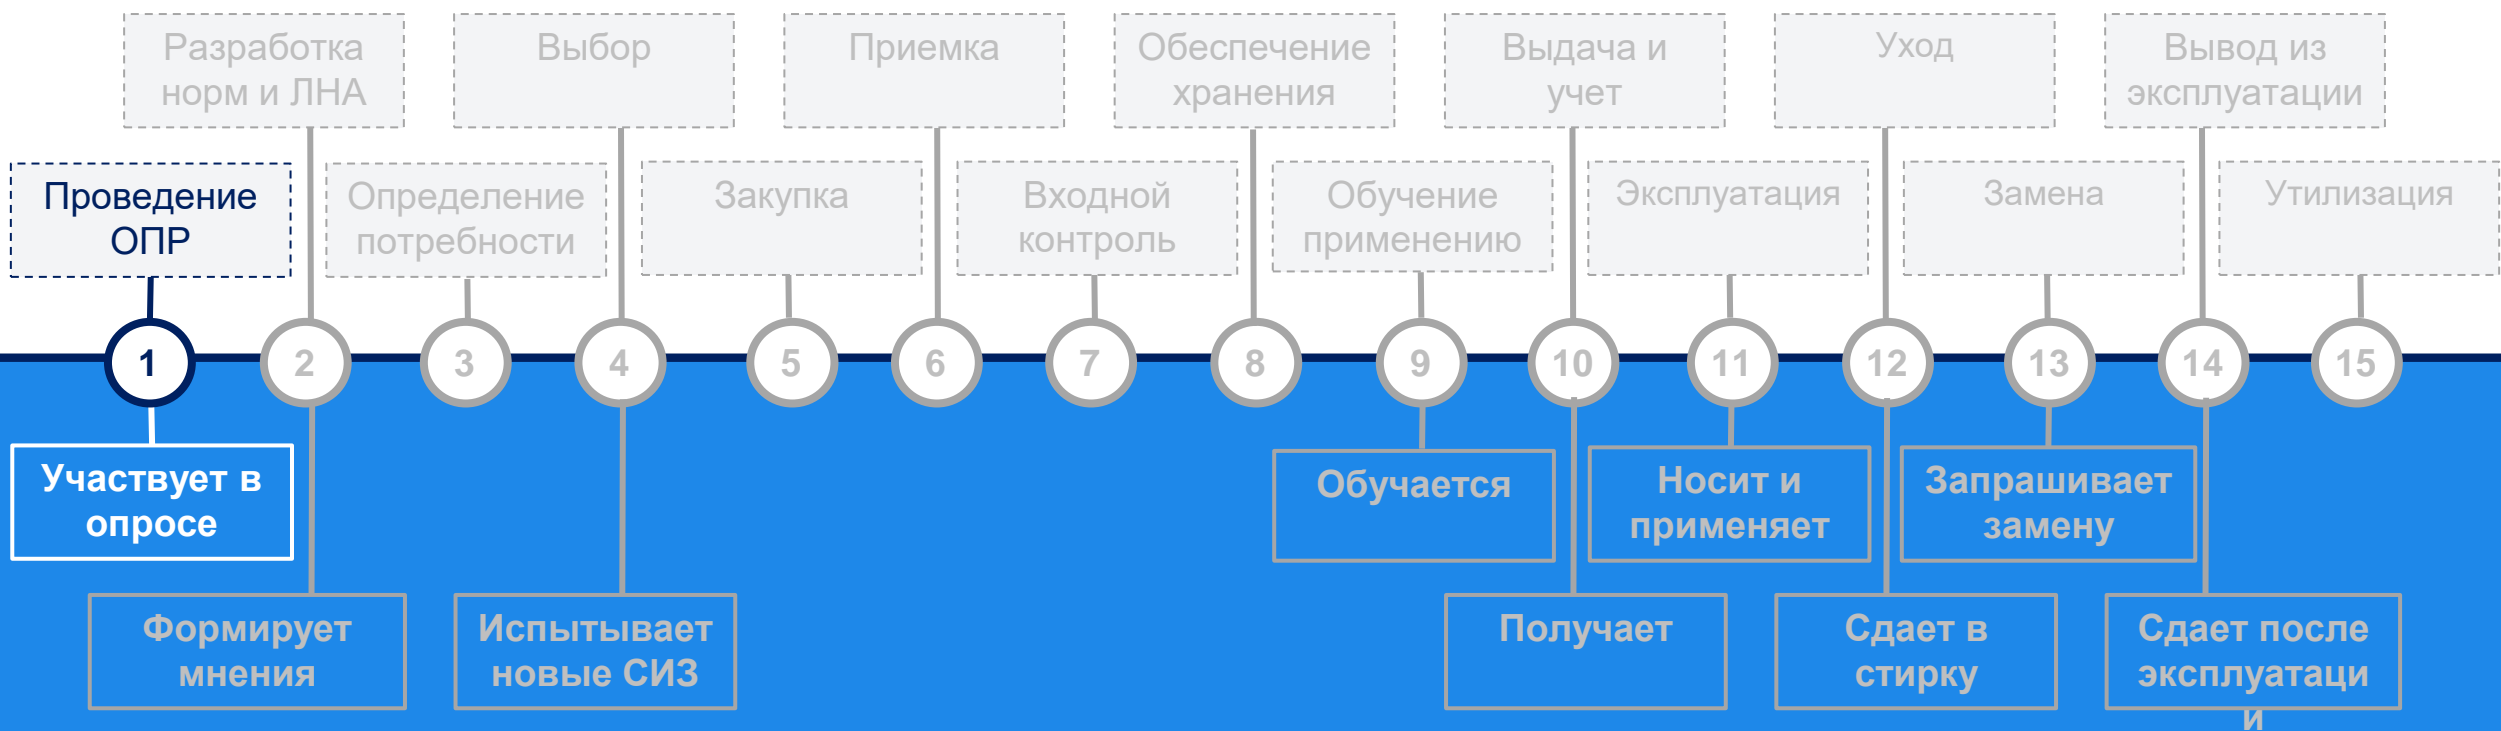 Разработка
норм и ЛНА
Выбор
Приемка
Обеспечение
хранения
Выдача и
учет
Уход
Вывод из
эксплуатации
Проведение
ОПР
Определение
потребности
Закупка
Входной
контроль
Обучение
применению
Эксплуатация
Замена
Утилизация
1 2 3 4 5 6 7 8 9 10 11 12 13 14 15
Участвует в
опросе
Обучается
Носит и
применяет
Запрашивает
замену
Формирует
мнения
Испытывает
новые СИЗ
Получает
Сдает в
стирку
Сдает после
эксплуатаци
и